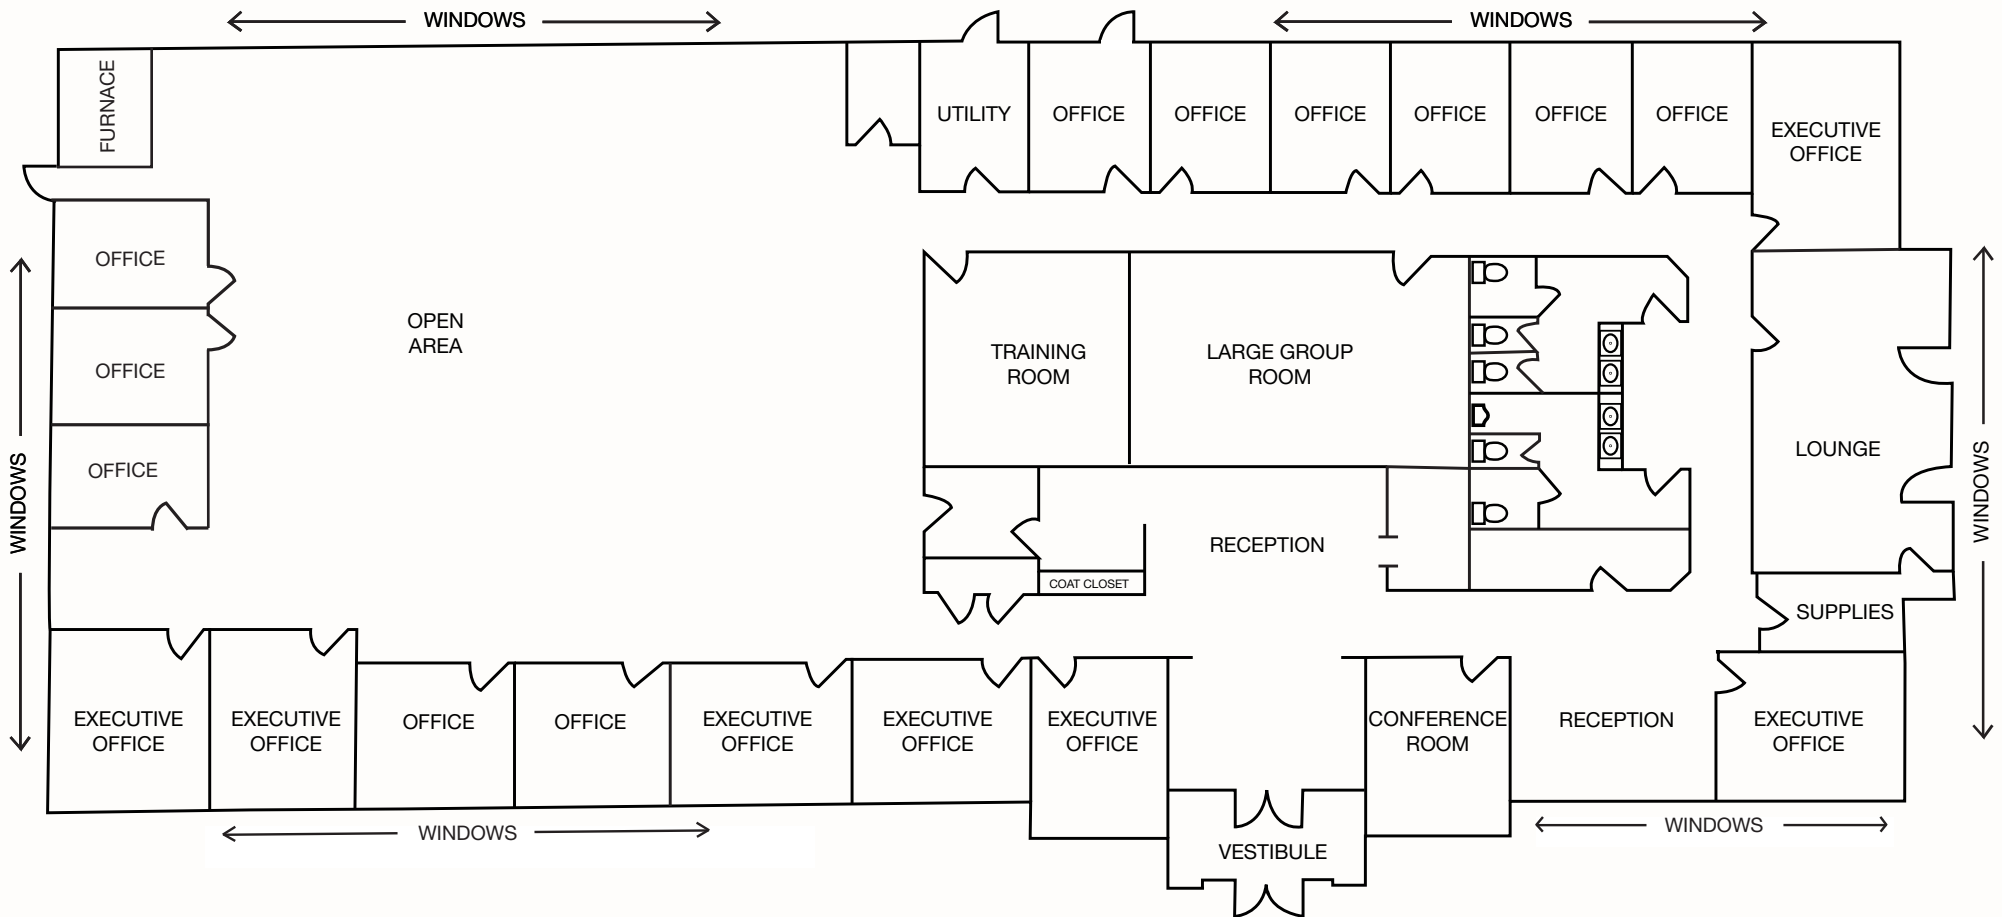 WINDOWS
WINDOWS
FURNACE
UTILITY
OFFICE
OFFICE
OFFICE
OFFICE
OFFICE
OFFICE
EXECUTIVE
OFFICE
OFFICE
OPEN
AREA
OFFICE
TRAINING
ROOM
LARGE GROUP
ROOM
LOUNGE
OFFICE
WINDOWS
WINDOWS
RECEPTION
COAT CLOSET
SUPPLIES
EXECUTIVE
OFFICE
EXECUTIVE
OFFICE
OFFICE
OFFICE
EXECUTIVE
OFFICE
EXECUTIVE
OFFICE
EXECUTIVE
OFFICE
CONFERENCE
ROOM
RECEPTION
EXECUTIVE
OFFICE
WINDOWS
WINDOWS
VESTIBULE